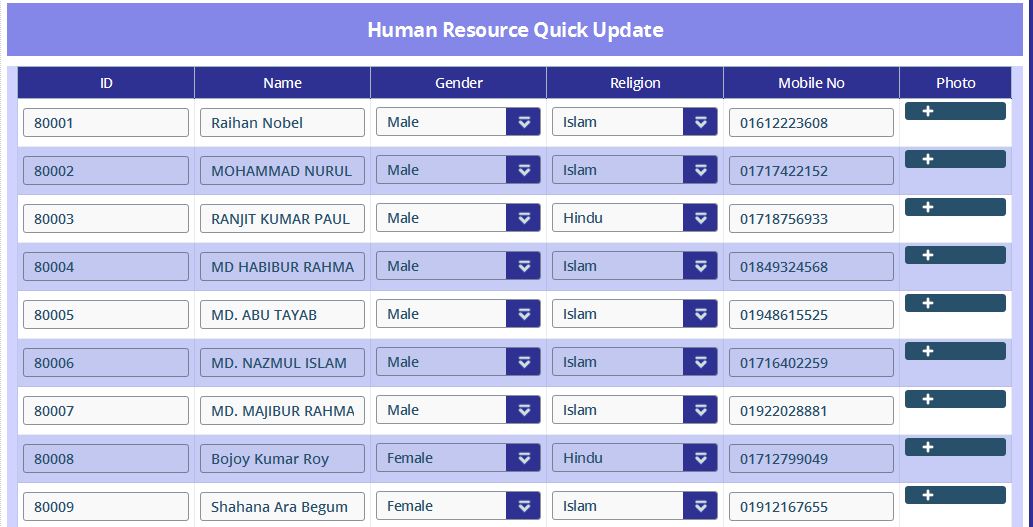 Human Resource Quick Update
ID Name Gender Religion Mobile No Photo
80001 Raihan Nobel Male Islam 01612223608 +
80002 MOHAMMAD NURUL Male Islam 01717422152 +
80003 RANJIT KUMAR PAUL Male Hindu 01718756933 +
80004 MD HABIBUR RAHMA Male Islam 01849324568 +
80005 MD. ABU TAYAB Male Islam 01948615525 +
80006 MD. NAZMUL ISLAM Male Islam 01716402259 +
80007 MD. MAJIBUR RAHMA Male Islam 01922028881 +
80008 Bojoy Kumar Roy Female Hindu 01712799049 +
80009 Shahana Ara Begum Female Islam 01912167655 +